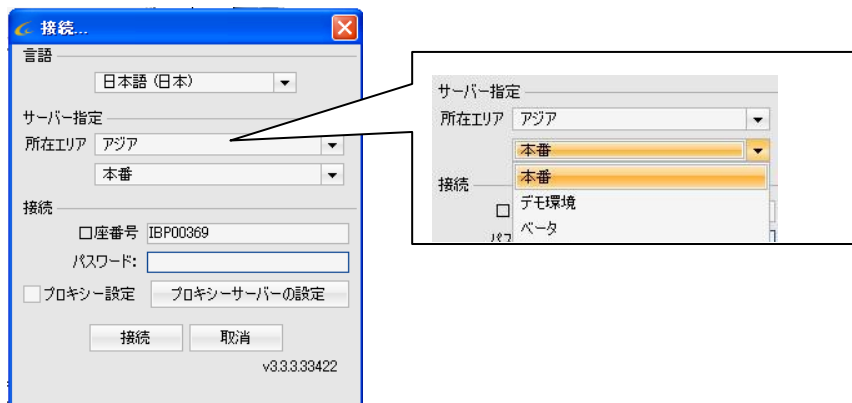 接続...
言語
日本語 (日本)
サーバー指定
所在エリア アジア
本番
接続
口座番号 IBP00369
パスワード:
プロキシー設定 プロキシーサーバーの設定
接続 取消
v3.3.3.33422
サーバー指定
所在エリア アジア
本番
接続
本番
デモ環境
ベータ